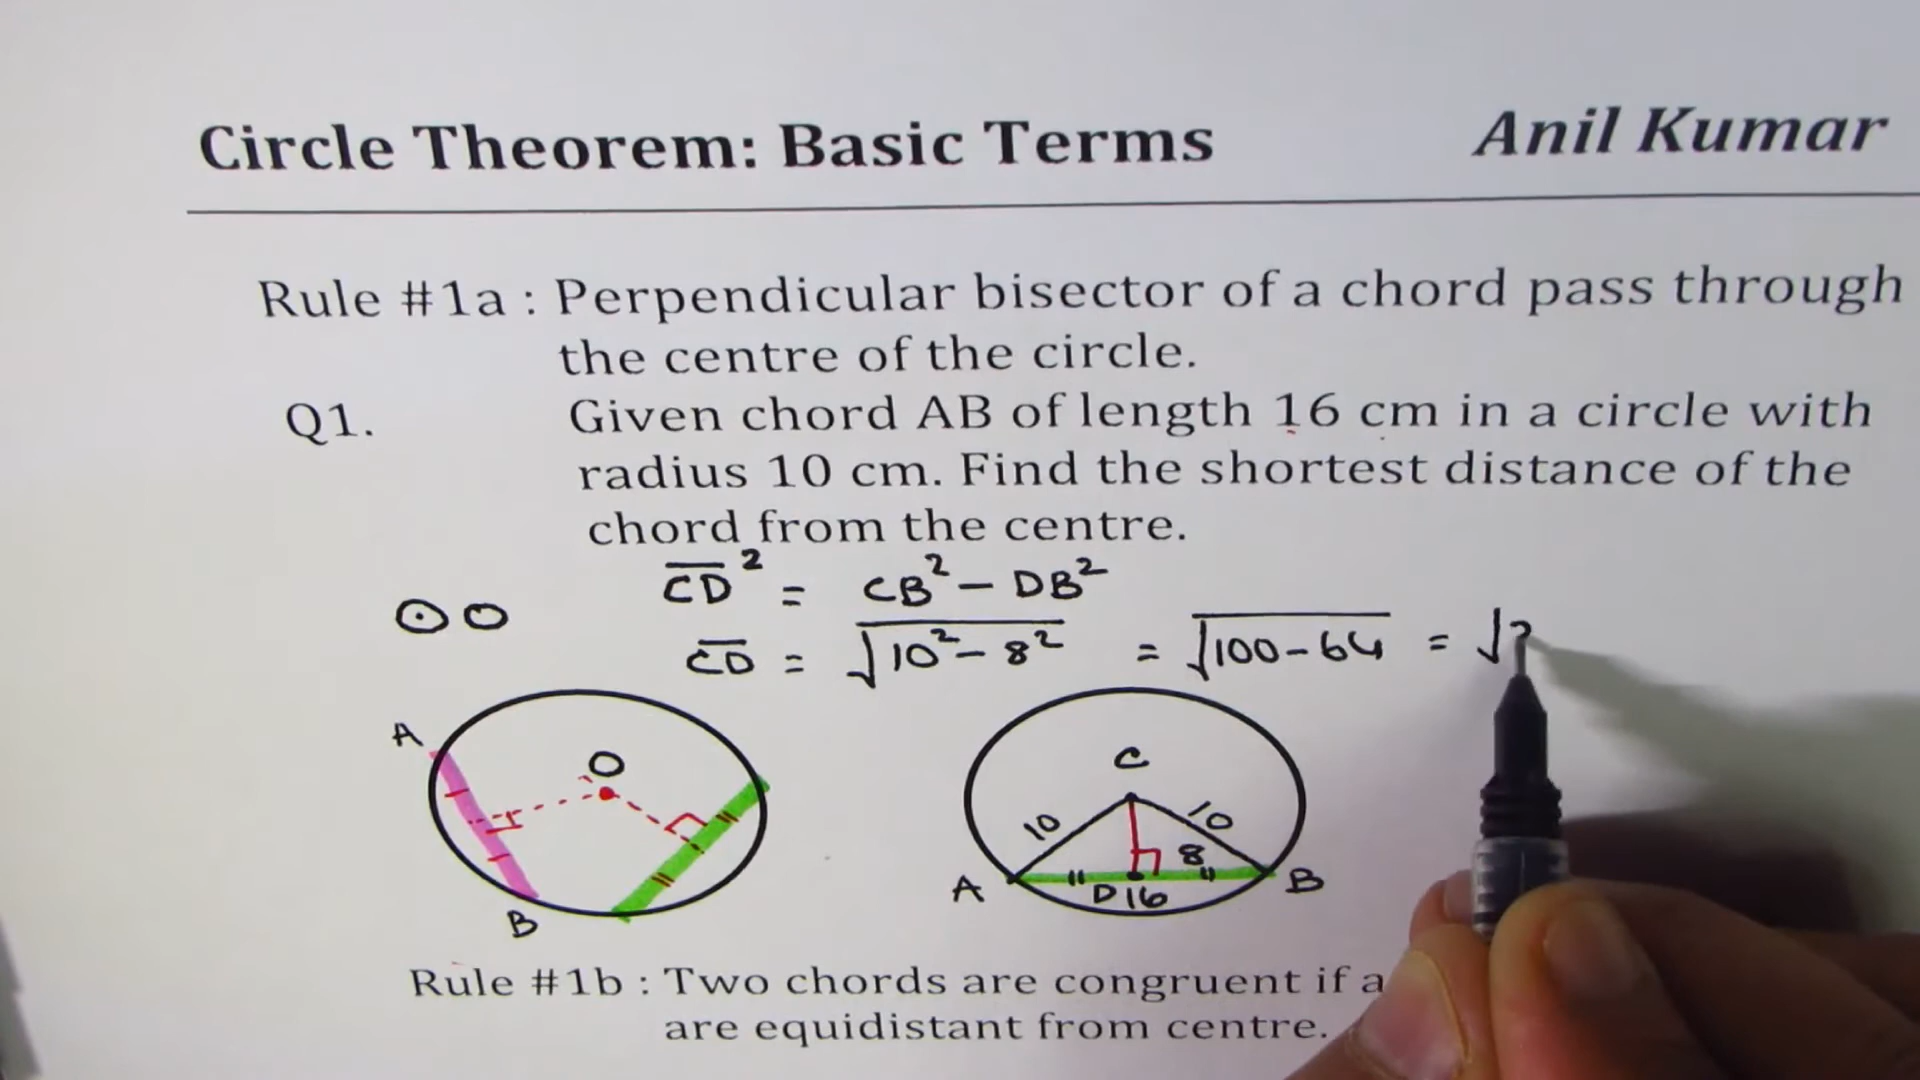 Circle Theorem: Basic Terms
Anil Kumar
Rule #1a : Perpendicular bisector of a chord pass through
the centre of the circle.
Q1. Given chord AB of length 16 cm in a circle with
radius 10 cm. Find the shortest distance of the
chord from the centre.
CD² = CB² − DB²
CD = √10² − 8² = √100 − 64 = √
A
O
B
C
10
10
8
A
D 16
B
Rule #1b : Two chords are congruent if
are equidistant from centre.